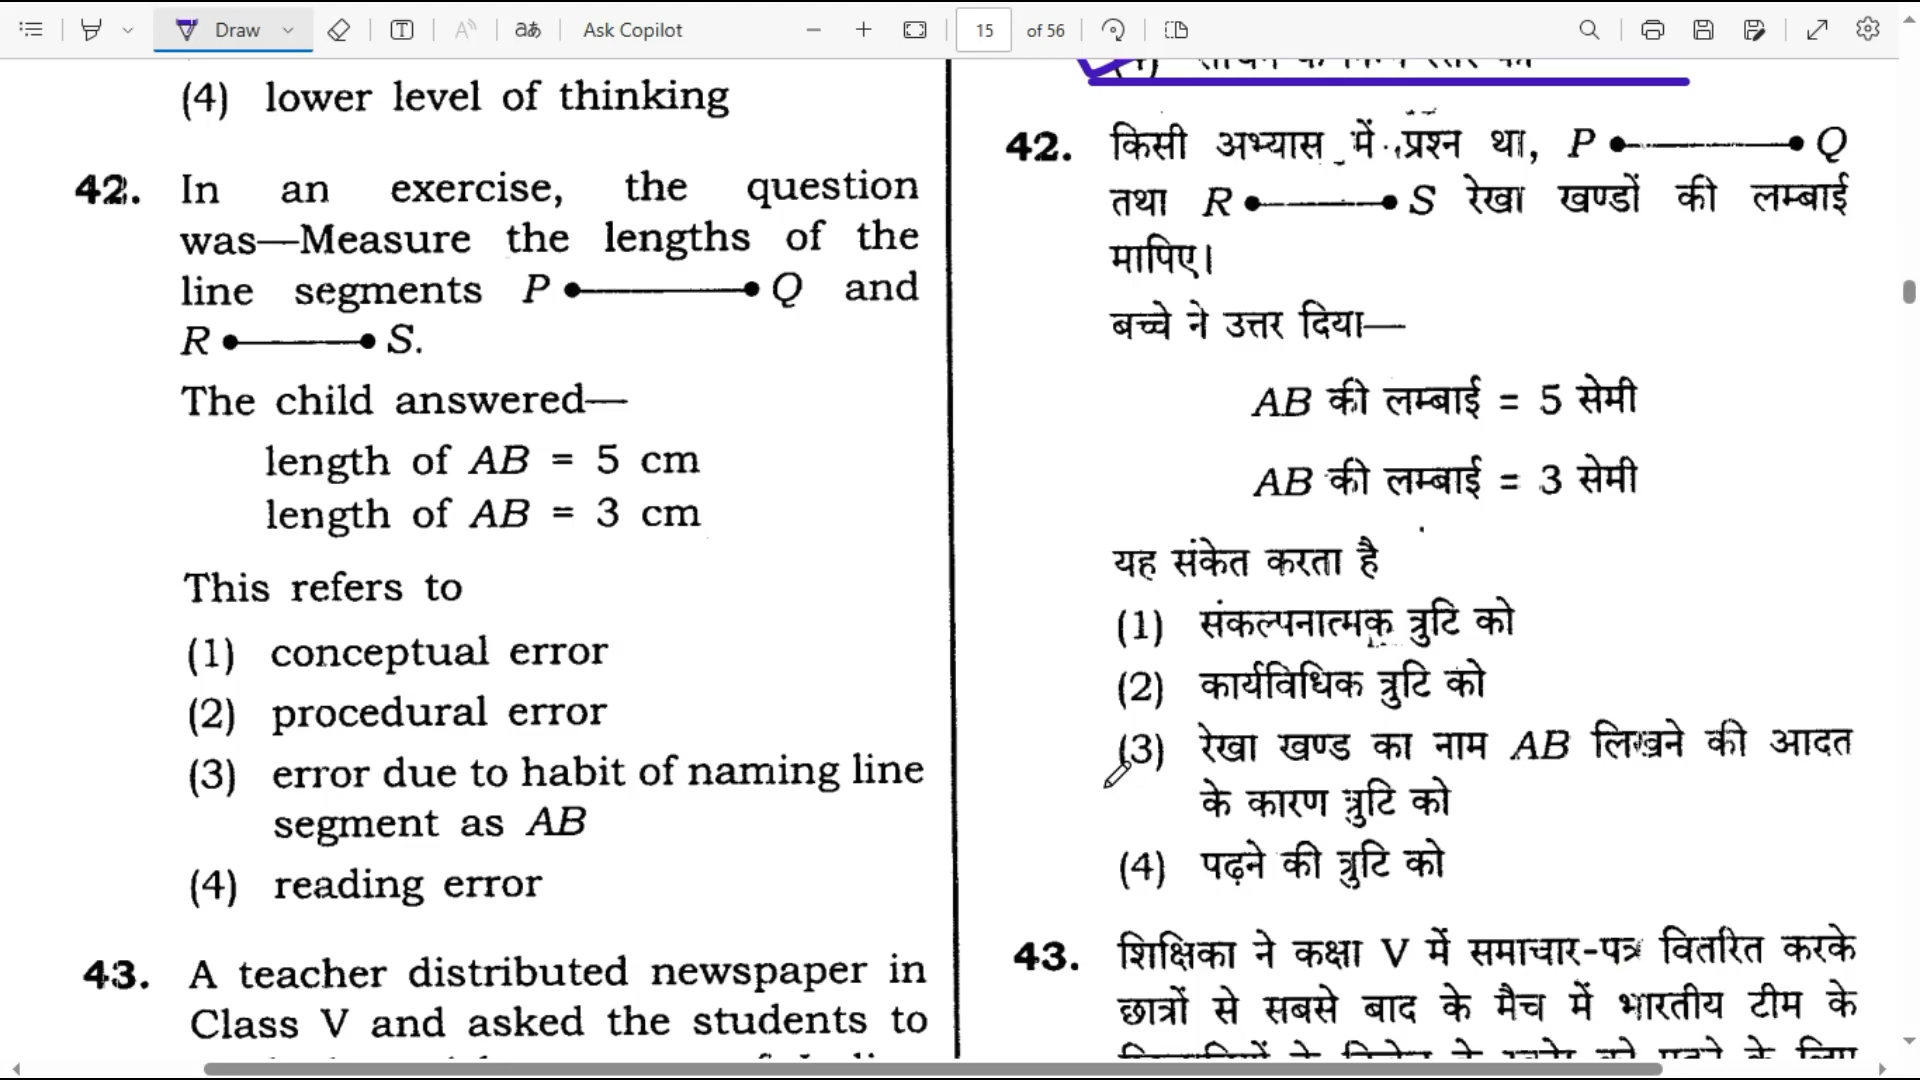 Draw
Ask Copilot
15 of 56
(4) lower level of thinking
42. In an exercise, the question
was—Measure the lengths of the
line segments P Q and
R S.
The child answered—
length of AB = 5 cm
length of AB = 3 cm
This refers to
(1) conceptual error
(2) procedural error
(3) error due to habit of naming line
segment as AB
(4) reading error
43. A teacher distributed newspaper in
Class V and asked the students to
42. किसी अभ्यास में प्रश्न था, P Q
तथा R S रेखा खण्डों की लम्बाई
मापिए।
बच्चे ने उत्तर दिया—
AB की लम्बाई = 5 सेमी
AB की लम्बाई = 3 सेमी
यह संकेत करता है
(1) संकल्पनात्मक त्रुटि को
(2) कार्यविधिक त्रुटि को
(3) रेखा खण्ड का नाम AB लिखने की आदत
के कारण त्रुटि को
(4) पढ़ने की त्रुटि को
43. शिक्षिका ने कक्षा V में समाचार-पत्र वितरित करके
छात्रों से सबसे बाद के मैच में भारतीय टीम के